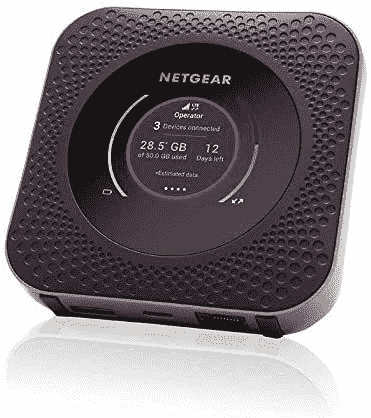 NETGEAR
Operator
3 Devices connected
28.5* GB 12
of 50.0 GB used Days left
*Estimated data